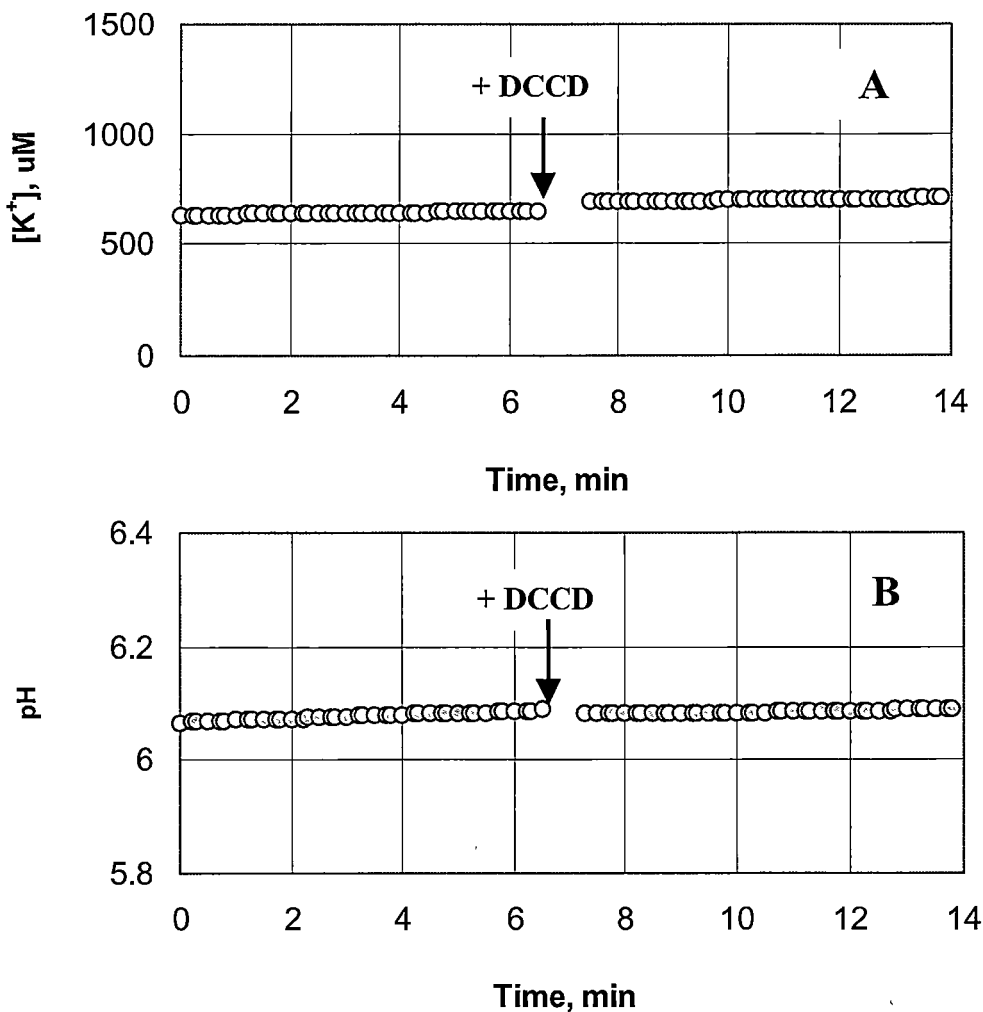 1500
+ DCCD
A
1000
[K+], uM
500
0
0 2 4 6 8 10 12 14
Time, min
6.4
+ DCCD
B
6.2
pH
6
5.8
0 2 4 6 8 10 12 14
Time, min